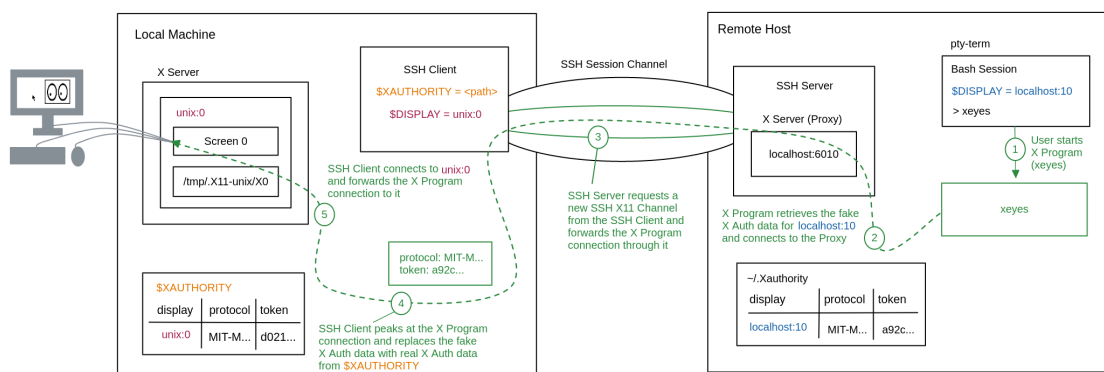 Local Machine
X Server
unix:0
Screen 0
/tmp/.X11-unix/X0
SSH Client
$XAUTHORITY = <path>
$DISPLAY = unix:0
SSH Client connects to unix:0
and forwards the X Program
connection to it
5
protocol: MIT-M...
token: a92c...
4
SSH Client peaks at the X Program
connection and replaces the fake
X Auth data with real X Auth data
from $XAUTHORITY
$XAUTHORITY
display protocol token
unix:0 MIT-M... d021...
SSH Session Channel
3
SSH Server requests a
new SSH X11 Channel
from the SSH Client and
forwards the X Program
connection through it
Remote Host
SSH Server
X Server (Proxy)
localhost:6010
pty-term
Bash Session
$DISPLAY = localhost:10
> xeyes
1
User starts
X Program
(xeyes)
xeyes
X Program retrieves the fake
X Auth data for localhost:10
and connects to the Proxy
2
~/.Xauthority
display protocol token
localhost:10 MIT-M... a92c...